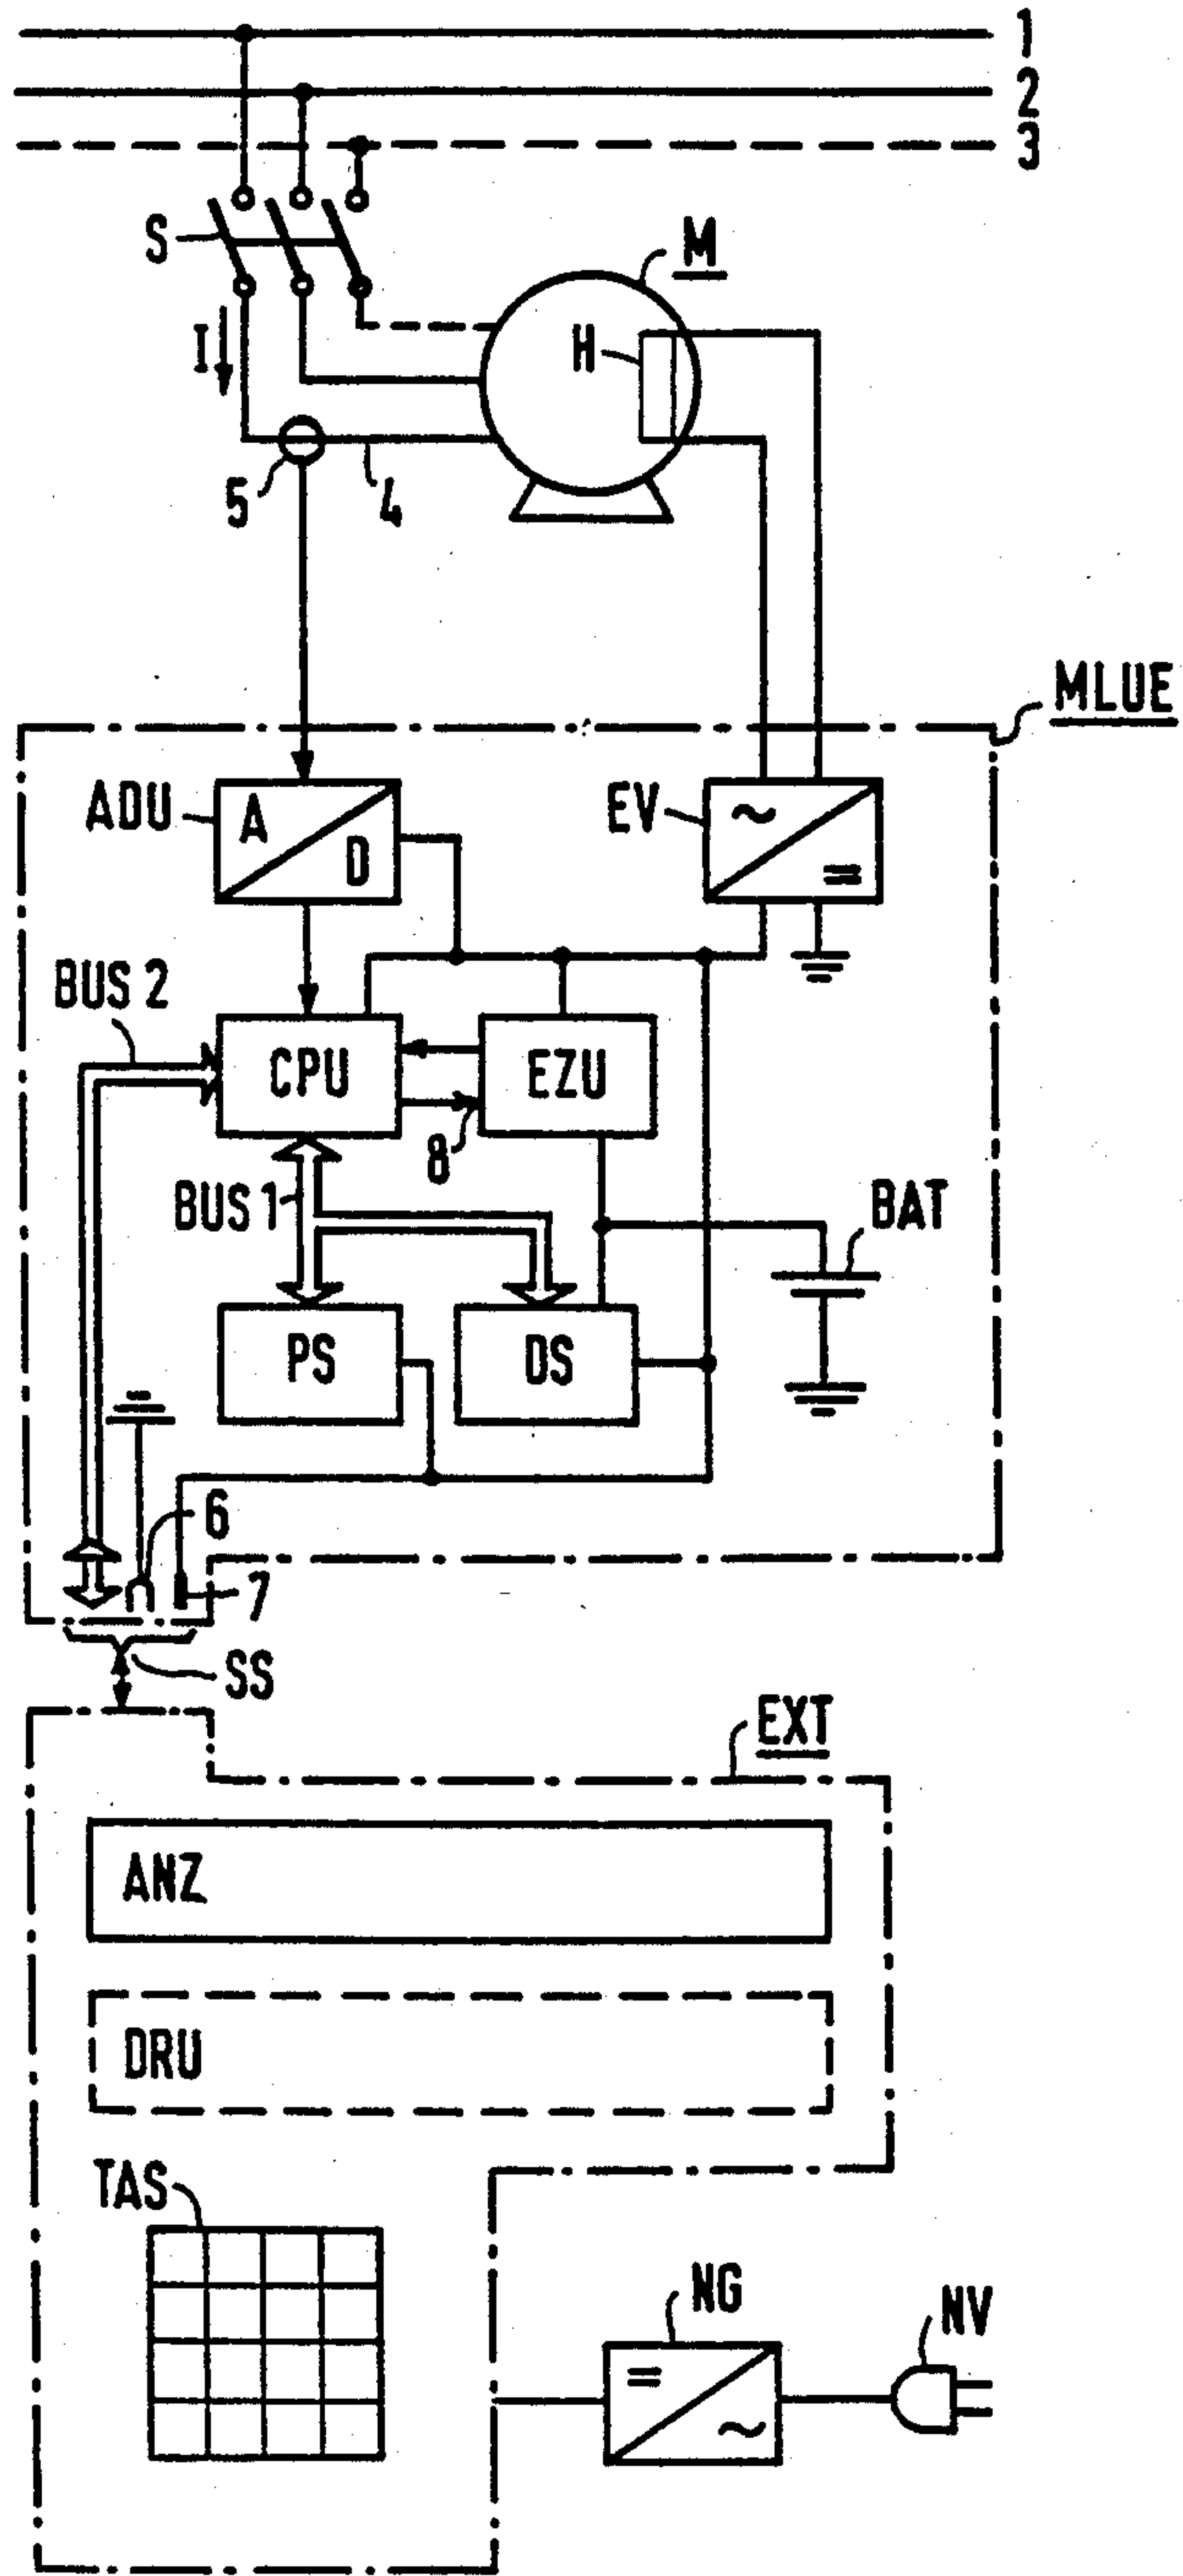 1
2
3
S
M
I
H
5
4
MLUE
ADU
A
D
EV
~
=
BUS 2
CPU
EZU
8
BUS 1
BAT
PS
DS
6
7
SS
EXT
ANZ
DRU
TAS
NG
NV
=
~